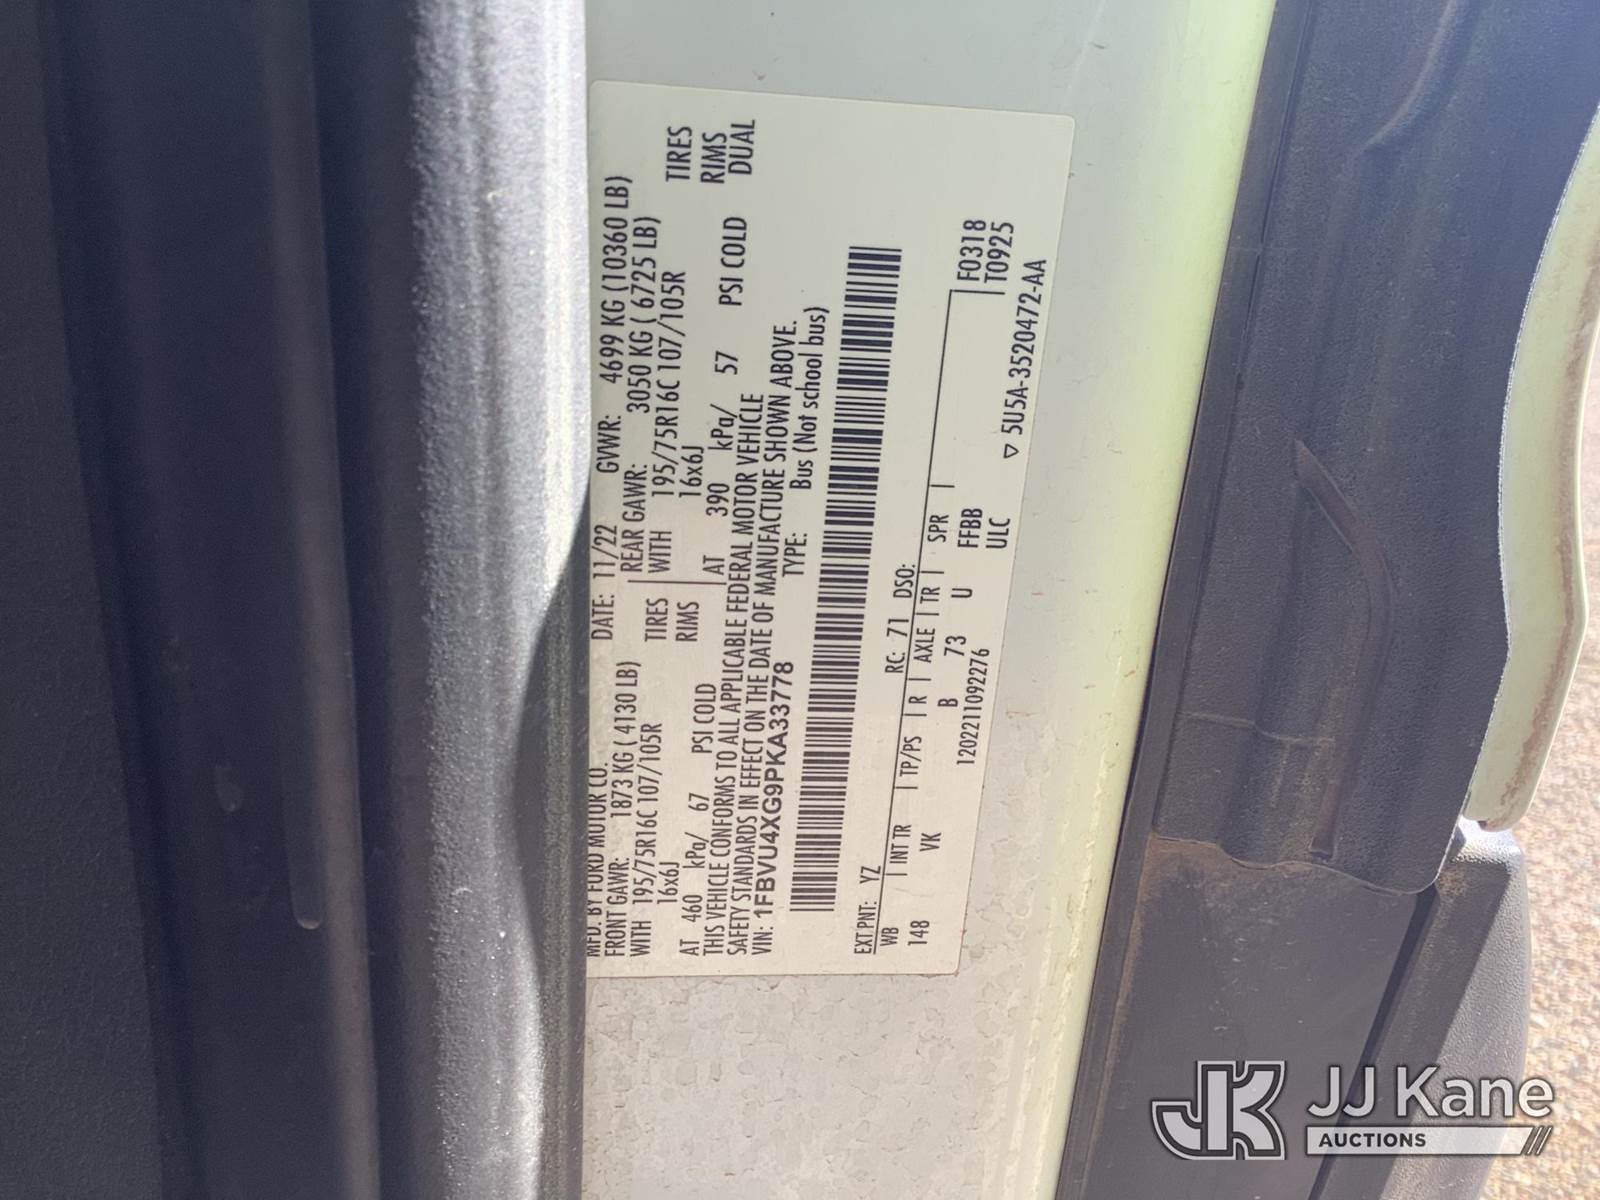 MFD. BY FORD MOTOR CO.
DATE: 11/22 GVWR: 4699 KG (10360 LB)
FRONT GAWR: 1873 KG ( 4130 LB)
REAR GAWR: 3050 KG ( 6725 LB)
WITH 195/75R16C 107/105R TIRES
WITH 195/75R16C 107/105R TIRES
16x6J RIMS
16x6J RIMS
AT 460 kPa/ 67 PSI COLD
AT 390 kPa/ 57 PSI COLD DUAL
THIS VEHICLE CONFORMS TO ALL APPLICABLE FEDERAL MOTOR VEHICLE
SAFETY STANDARDS IN EFFECT ON THE DATE OF MANUFACTURE SHOWN ABOVE.
VIN: 1FBVU4XG9PKA33778 TYPE: Bus (Not school bus)
EXT PNT: YZ RC: 71 DSO:
WB INT TR TP/PS R AXLE TR SPR F0318
148 VK B 73 U FFBB T0925
1202211092276 ULC
▽ 5U5A-3520472-AA
JK JJ Kane
AUCTIONS